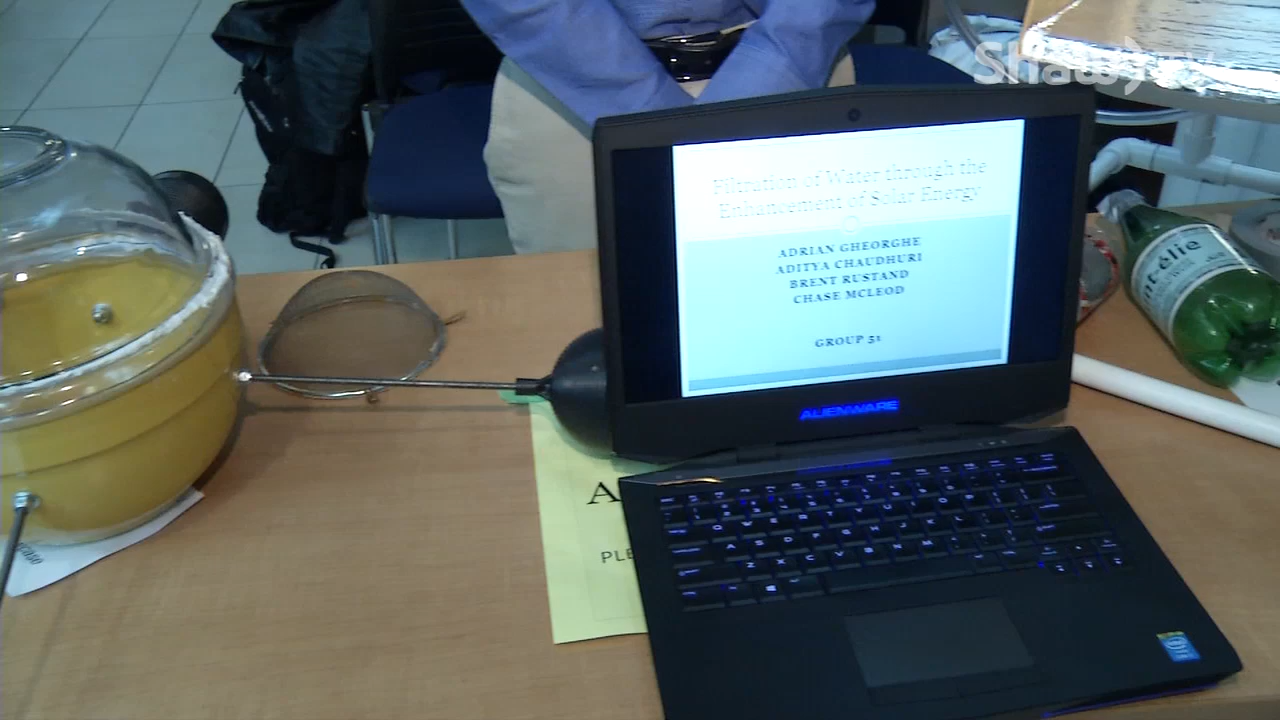 Filtration of Water through the
Enhancement of Solar Energy
ADRIAN GHEORGHE
ADITYA CHAUDHURI
BRENT RUSTAND
CHASE MCLEOD
GROUP 51
ALIENWARE
A
PLE